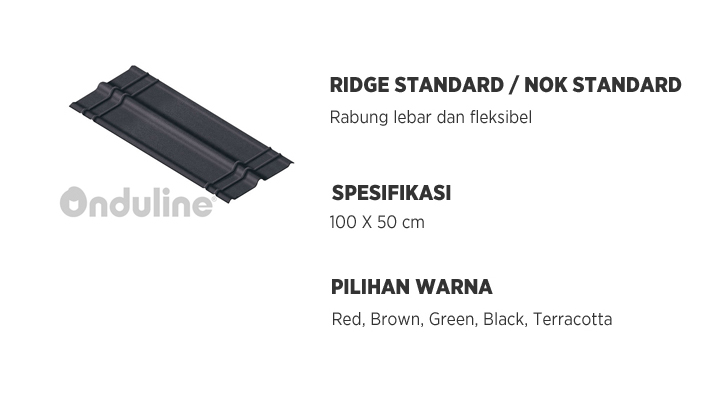 RIDGE STANDARD / NOK STANDARD
Rabung lebar dan fleksibel
Onduline
SPESIFIKASI
100 X 50 cm
PILIHAN WARNA
Red, Brown, Green, Black, Terracotta